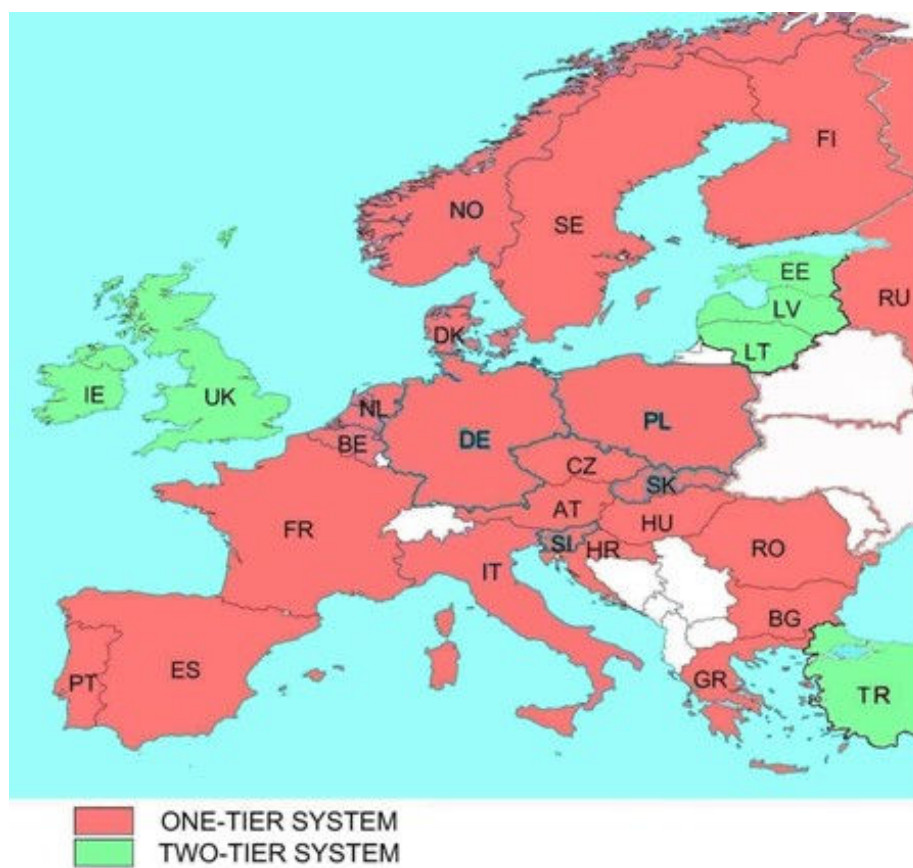 FI
NO
SE
EE
RU
LV
DK
LT
IE
UK
NL
PL
BE
DE
CZ
SK
AT
HU
FR
SI
HR
RO
IT
BG
PT
ES
GR
TR
ONE-TIER SYSTEM
TWO-TIER SYSTEM